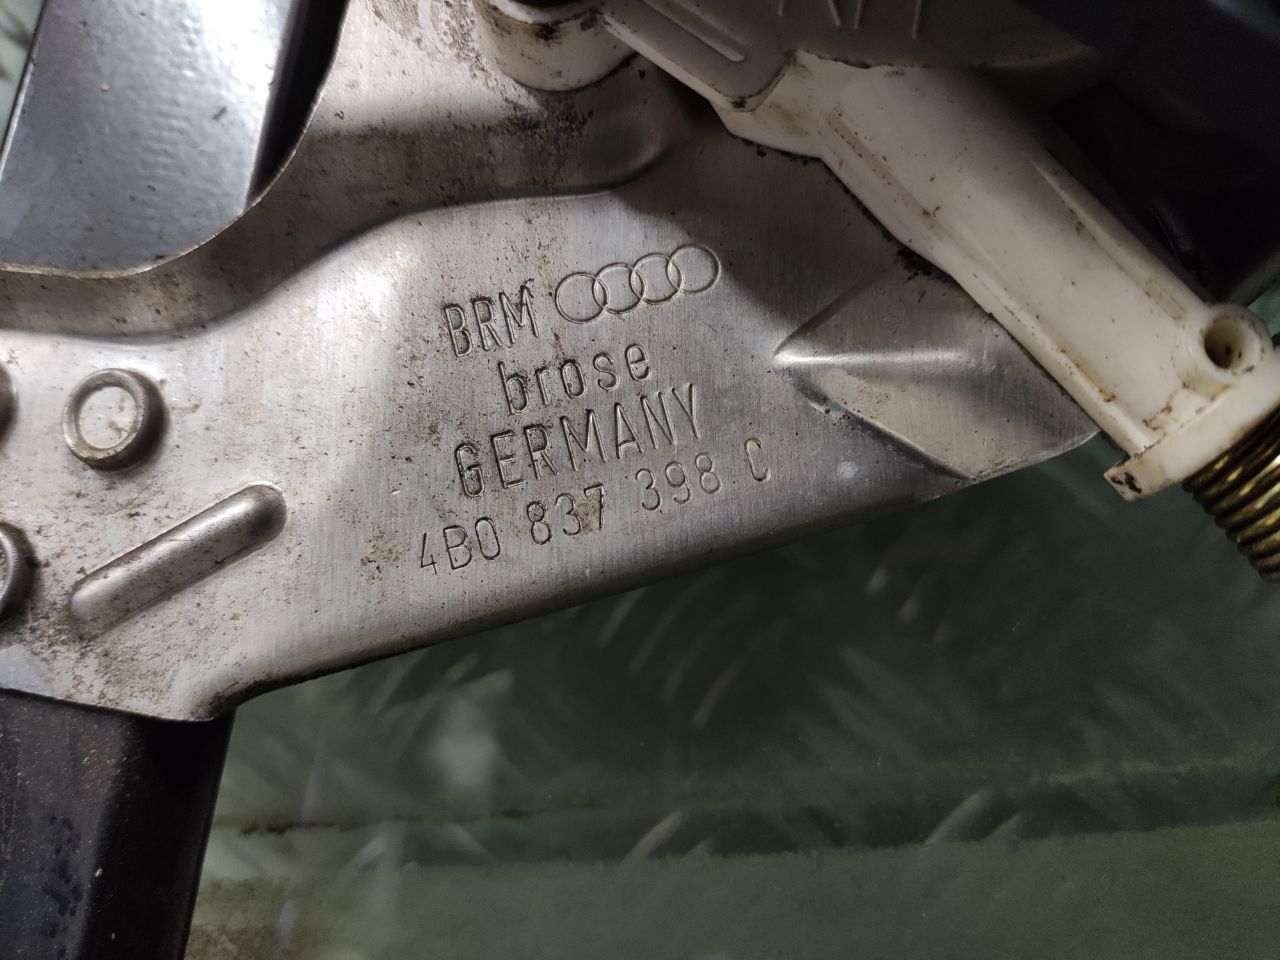 BRM
brose
GERMANY
4B0 837 398 C